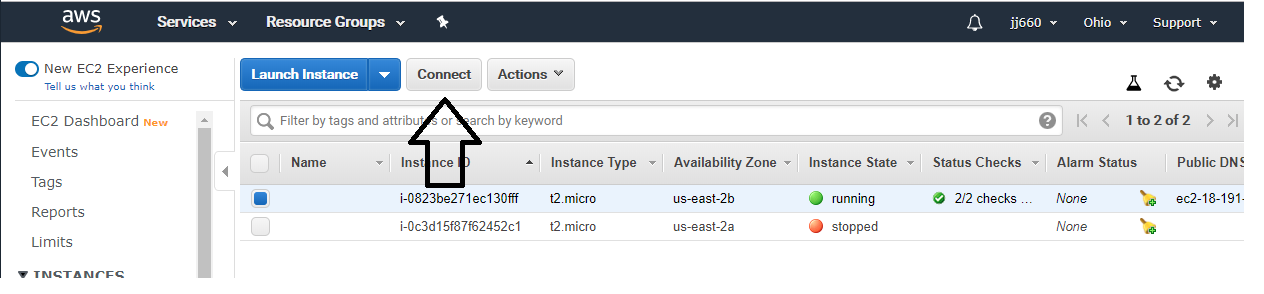 aws Services Resource Groups jj660 Ohio Support
New EC2 Experience
Tell us what you think
Launch Instance Connect Actions
EC2 Dashboard New
Events
Tags
Reports
Limits
INSTANCES
Filter by tags and attributes or search by keyword ? 1 to 2 of 2
Name Instance ID Instance Type Availability Zone Instance State Status Checks Alarm Status Public DNS
i-0823be271ec130fff t2.micro us-east-2b running 2/2 checks ... None ec2-18-191-
i-0c3d15f87f62452c1 t2.micro us-east-2a stopped None